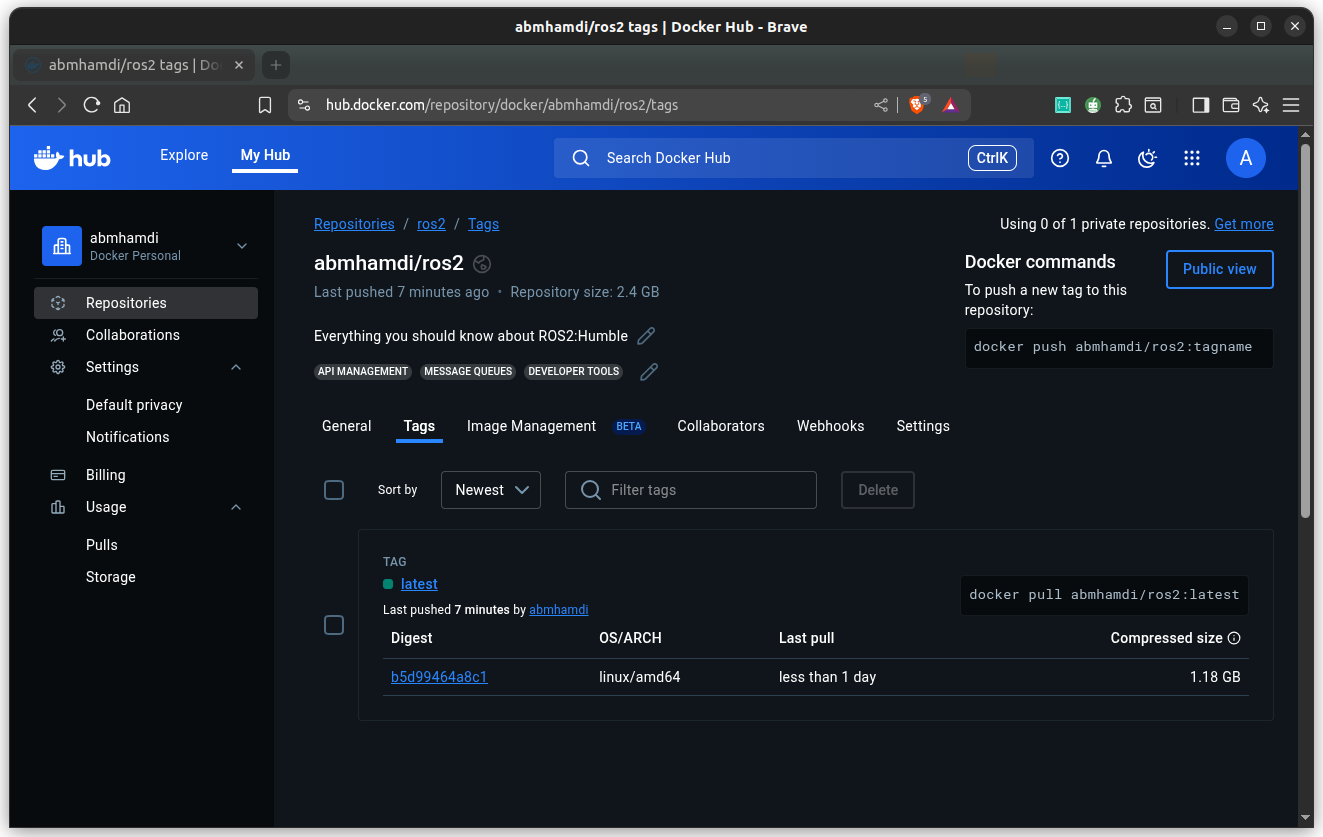 abmhamdi/ros2 tags | Docker Hub - Brave
abmhamdi/ros2 tags | Do
hub.docker.com/repository/docker/abmhamdi/ros2/tags
5
hub
Explore
My Hub
Search Docker Hub
CtrlK
A
abmhamdi
Docker Personal
Repositories
Collaborations
Settings
Default privacy
Notifications
Billing
Usage
Pulls
Storage
Repositories / ros2 / Tags
Using 0 of 1 private repositories. Get more
abmhamdi/ros2
Last pushed 7 minutes ago • Repository size: 2.4 GB
Everything you should know about ROS2:Humble
API MANAGEMENT MESSAGE QUEUES DEVELOPER TOOLS
Docker commands
Public view
To push a new tag to this
repository:
docker push abmhamdi/ros2:tagname
General Tags Image Management BETA Collaborators Webhooks Settings
Sort by Newest Filter tags Delete
TAG
latest
Last pushed 7 minutes by abmhamdi
docker pull abmhamdi/ros2:latest
Digest OS/ARCH Last pull Compressed size
b5d99464a8c1 linux/amd64 less than 1 day 1.18 GB